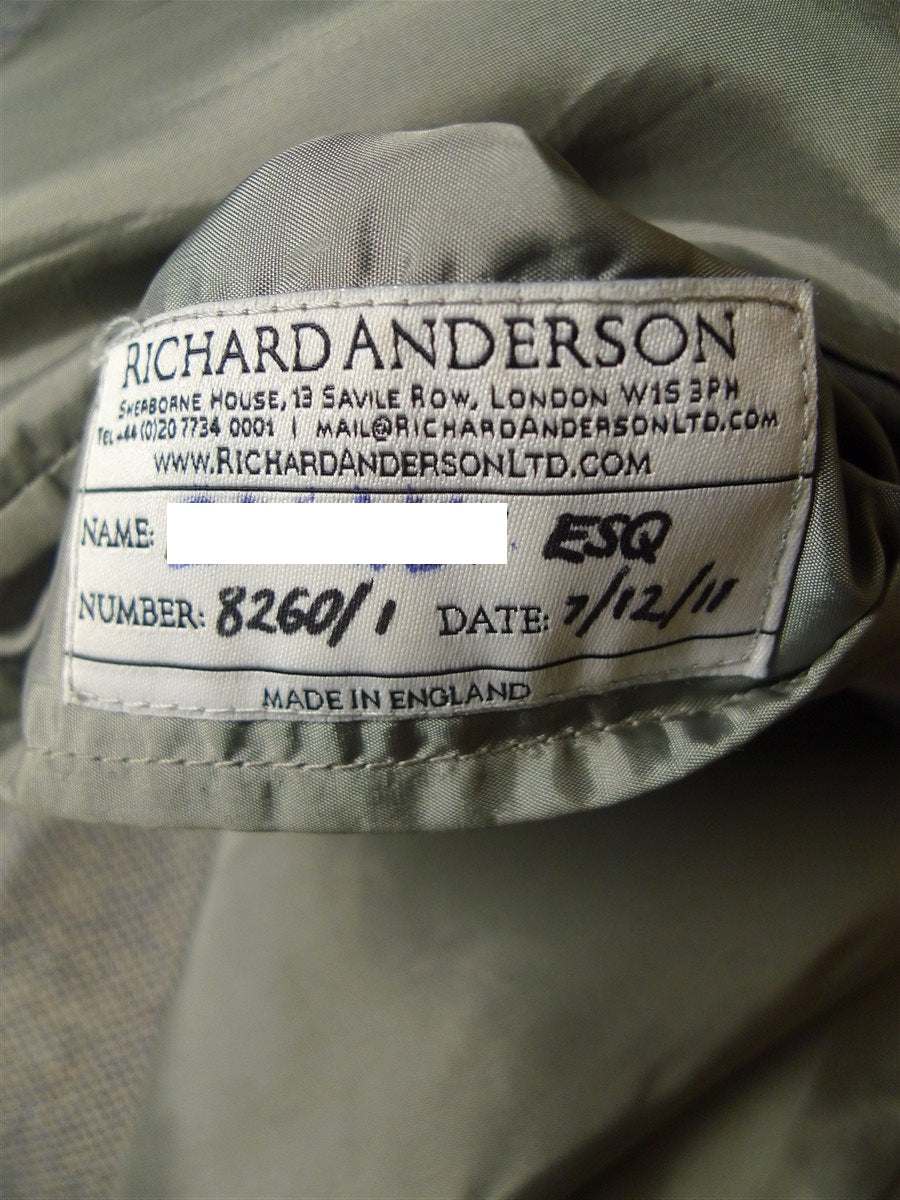 RICHARD ANDERSON
SHERBORNE HOUSE, 13 SAVILE ROW, LONDON W1S 3PH
TEL +44 (0)20 7734 0001 | MAIL@RICHARDANDERSONLTD.COM
WWW.RICHARDANDERSONLTD.COM
NAME: ESQ
NUMBER: 8260/1 DATE: 7/12/11
MADE IN ENGLAND